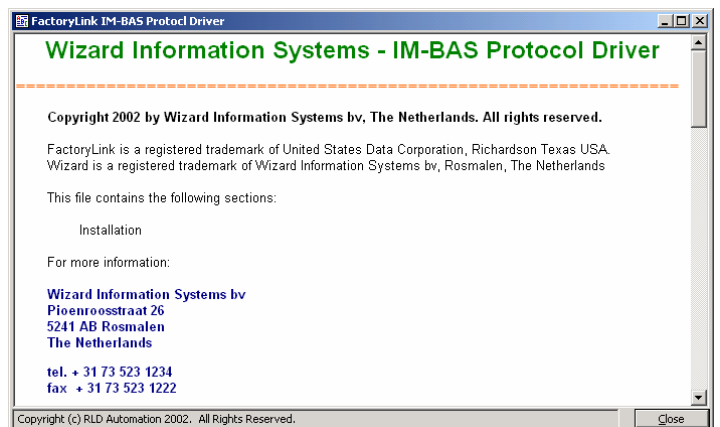 FactoryLink IM-BAS Protocl Driver
Wizard Information Systems - IM-BAS Protocol Driver
Copyright 2002 by Wizard Information Systems bv, The Netherlands. All rights reserved.
FactoryLink is a registered trademark of United States Data Corporation, Richardson Texas USA.
Wizard is a registered trademark of Wizard Information Systems bv, Rosmalen, The Netherlands
This file contains the following sections:
Installation
For more information:
Wizard Information Systems bv
Pioenroosstraat 26
5241 AB Rosmalen
The Netherlands
tel. + 31 73 523 1234
fax + 31 73 523 1222
Copyright (c) RLD Automation 2002. All Rights Reserved.
Close